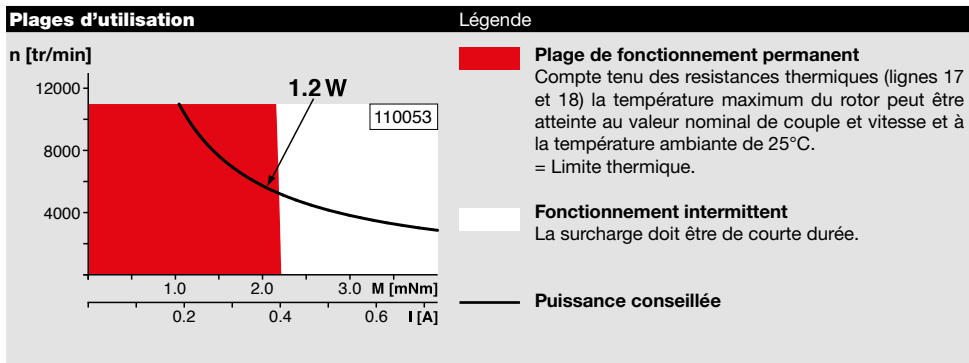 Plages d'utilisation
Légende
n [tr/min]
12000
8000
4000
1.2 W
110053
1.0 2.0 3.0 M [mNm]
0.2 0.4 0.6 I [A]
Plage de fonctionnement permanent
Compte tenu des resistances thermiques (lignes 17
et 18) la température maximum du rotor peut être
atteinte au valeur nominal de couple et vitesse et à
la température ambiante de 25°C.
= Limite thermique.
Fonctionnement intermittent
La surcharge doit être de courte durée.
Puissance conseillée